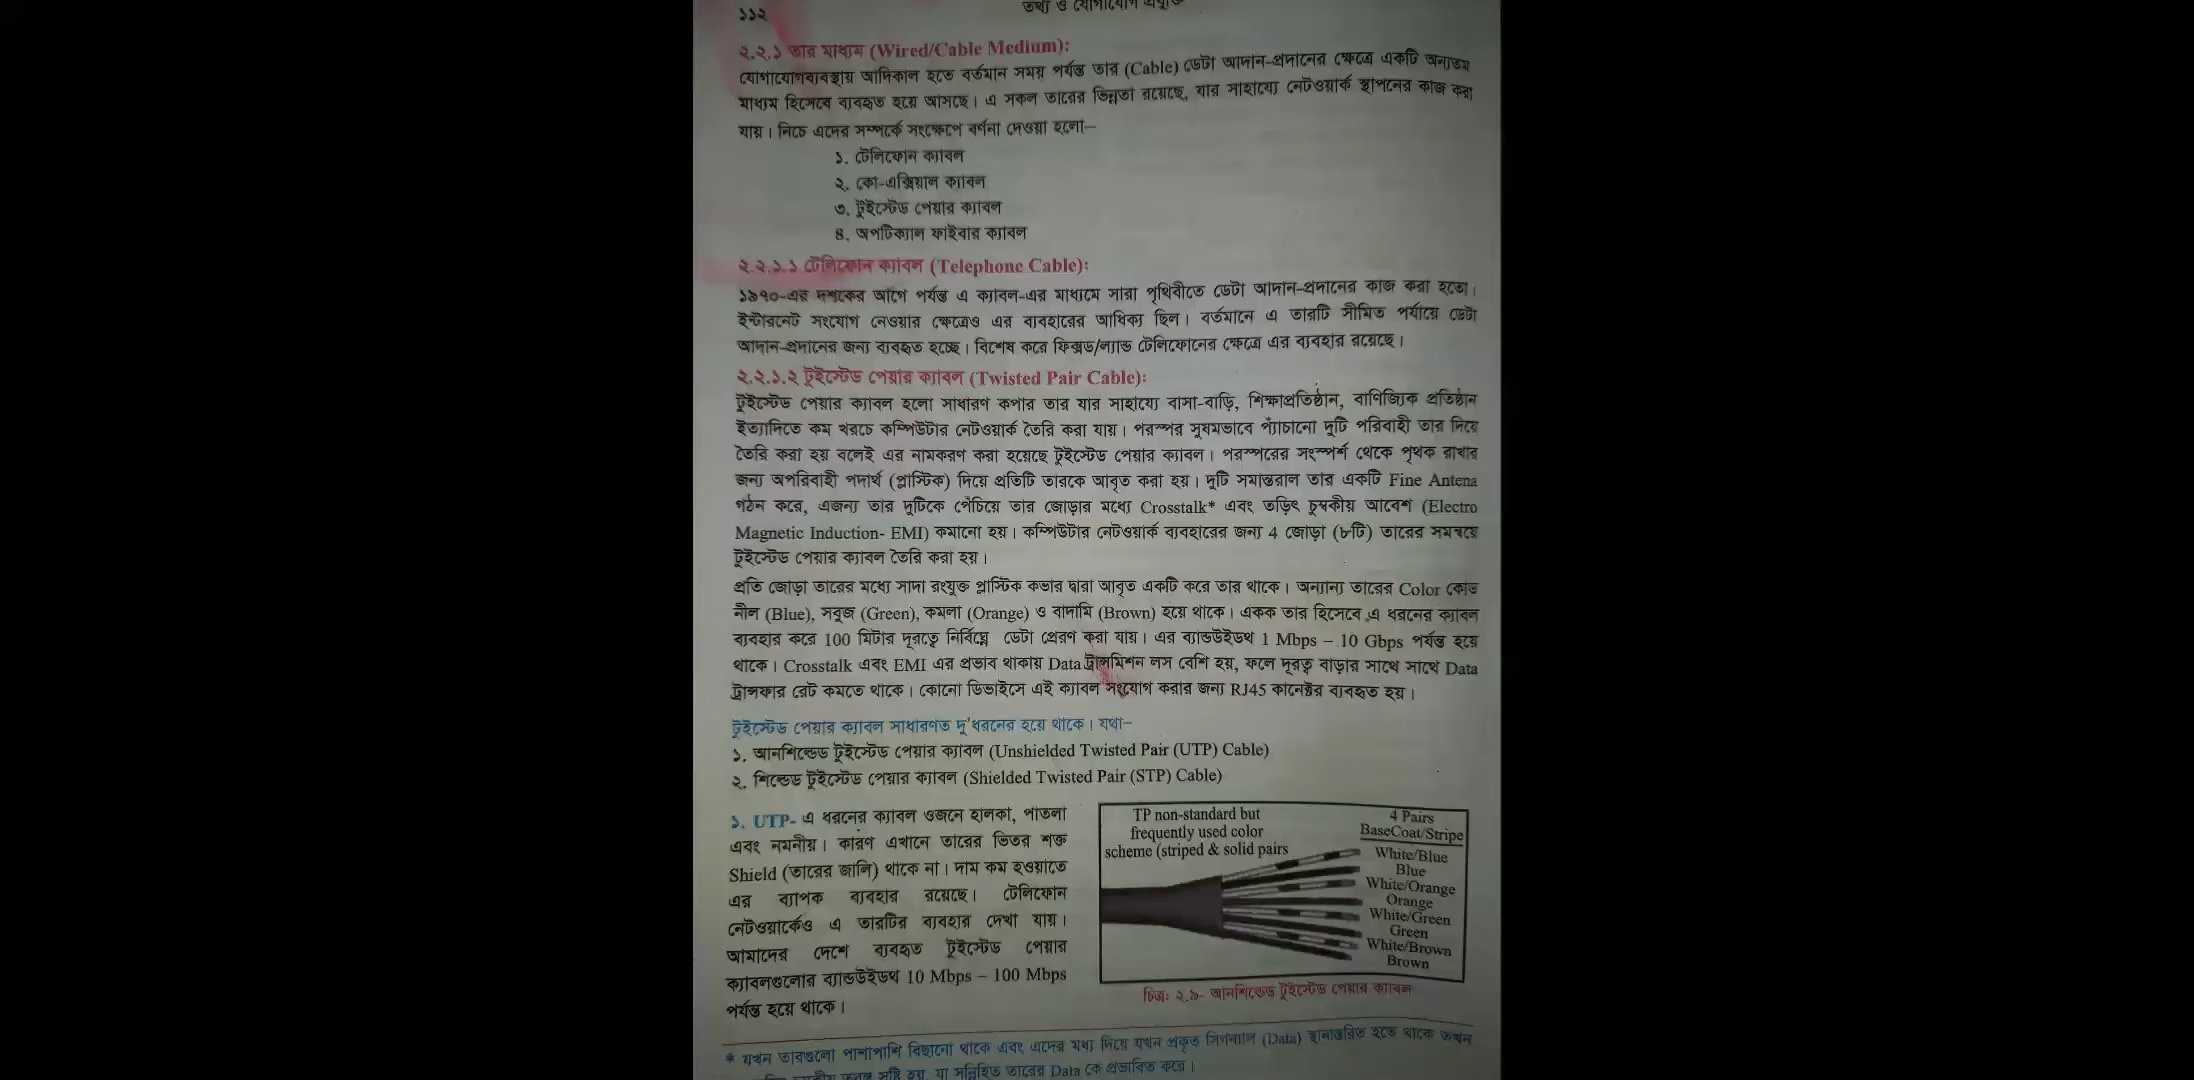 ১১২
তথ্য ও যোগাযোগ প্রযুক্তি
২.২.১ তার মাধ্যম (Wired/Cable Medium):
যোগাযোগব্যবস্থায় আদিকাল হতে বর্তমান সময় পর্যন্ত তার (Cable) ডেটা আদান-প্রদানের ক্ষেত্রে একটি অন্যতম
মাধ্যম হিসেবে ব্যবহৃত হয়ে আসছে। এ সকল তারের ভিন্নতা রয়েছে, যার সাহায্যে নেটওয়ার্ক স্থাপনের কাজ করা
যায়। নিচে এদের সম্পর্কে সংক্ষেপে বর্ণনা দেওয়া হলো–
১. টেলিফোন ক্যাবল
২. কো-এক্সিয়াল ক্যাবল
৩. টুইস্টেড পেয়ার ক্যাবল
৪. অপটিক্যাল ফাইবার ক্যাবল
২.২.১.১ টেলিফোন ক্যাবল (Telephone Cable):
১৯৭০-এর দশকের আগে পর্যন্ত এ ক্যাবল-এর মাধ্যমে সারা পৃথিবীতে ডেটা আদান-প্রদানের কাজ করা হতো।
ইন্টারনেট সংযোগ নেওয়ার ক্ষেত্রেও এর ব্যবহারের আধিক্য ছিল। বর্তমানে এ তারটি সীমিত পর্যায়ে ডেটা
আদান-প্রদানের জন্য ব্যবহৃত হচ্ছে। বিশেষ করে ফিক্সড/ল্যান্ড টেলিফোনের ক্ষেত্রে এর ব্যবহার রয়েছে।
২.২.১.২ টুইস্টেড পেয়ার ক্যাবল (Twisted Pair Cable):
টুইস্টেড পেয়ার ক্যাবল হলো সাধারণ কপার তার যার সাহায্যে বাসা-বাড়ি, শিক্ষাপ্রতিষ্ঠান, বাণিজ্যিক প্রতিষ্ঠান
ইত্যাদিতে কম খরচে কম্পিউটার নেটওয়ার্ক তৈরি করা যায়। পরস্পর সুষমভাবে প্যাঁচানো দুটি পরিবাহী তার দিয়ে
তৈরি করা হয় বলেই এর নামকরণ করা হয়েছে টুইস্টেড পেয়ার ক্যাবল। পরস্পরের সংস্পর্শ থেকে পৃথক রাখার
জন্য অপরিবাহী পদার্থ (প্লাস্টিক) দিয়ে প্রতিটি তারকে আবৃত করা হয়। দুটি সমান্তরাল তার একটি Fine Antena
গঠন করে, এজন্য তার দুটিকে পেঁচিয়ে তার জোড়ার মধ্যে Crosstalk* এবং তড়িৎ চুম্বকীয় আবেশ (Electro
Magnetic Induction- EMI) কমানো হয়। কম্পিউটার নেটওয়ার্ক ব্যবহারের জন্য 4 জোড়া (৮টি) তারের সমন্বয়ে
টুইস্টেড পেয়ার ক্যাবল তৈরি করা হয়।
প্রতি জোড়া তারের মধ্যে সাদা রংযুক্ত প্লাস্টিক কভার দ্বারা আবৃত একটি করে তার থাকে। অন্যান্য তারের Color কোড
নীল (Blue), সবুজ (Green), কমলা (Orange) ও বাদামি (Brown) হয়ে থাকে। একক তার হিসেবে এ ধরনের ক্যাবল
ব্যবহার করে 100 মিটার দূরত্বে নির্বিঘ্নে ডেটা প্রেরণ করা যায়। এর ব্যান্ডউইডথ 1 Mbps – 10 Gbps পর্যন্ত হয়ে
থাকে। Crosstalk এবং EMI এর প্রভাব থাকায় Data ট্রান্সমিশন লস বেশি হয়, ফলে দূরত্ব বাড়ার সাথে সাথে Data
ট্রান্সফার রেট কমতে থাকে। কোনো ডিভাইসে এই ক্যাবল সংযোগ করার জন্য RJ45 কানেক্টর ব্যবহৃত হয়।
টুইস্টেড পেয়ার ক্যাবল সাধারণত দু'ধরনের হয়ে থাকে। যথা–
১. আনশিল্ডেড টুইস্টেড পেয়ার ক্যাবল (Unshielded Twisted Pair (UTP) Cable)
২. শিল্ডেড টুইস্টেড পেয়ার ক্যাবল (Shielded Twisted Pair (STP) Cable)
১. UTP- এ ধরনের ক্যাবল ওজনে হালকা, পাতলা
এবং নমনীয়। কারণ এখানে তারের ভিতর শক্ত
Shield (তারের জালি) থাকে না। দাম কম হওয়াতে
এর ব্যাপক ব্যবহার রয়েছে। টেলিফোন
নেটওয়ার্কেও এ তারটির ব্যবহার দেখা যায়।
আমাদের দেশে ব্যবহৃত টুইস্টেড পেয়ার
ক্যাবলগুলোর ব্যান্ডউইডথ 10 Mbps – 100 Mbps
পর্যন্ত হয়ে থাকে।
TP non-standard but
frequently used color
scheme (striped & solid pairs
4 Pairs
BaseCoat/Stripe
White/Blue
Blue
White/Orange
Orange
White/Green
Green
White/Brown
Brown
চিত্র: ২.৯- আনশিল্ডেড টুইস্টেড পেয়ার ক্যাবল
* যখন তারগুলো পাশাপাশি বিছানো থাকে এবং এদের মধ্য দিয়ে যখন প্রকৃত সিগন্যাল (Data) স্থানান্তরিত হতে থাকে তখন
সৃষ্টি হয়, যা সন্নিহিত তারের Data কে প্রভাবিত করে।